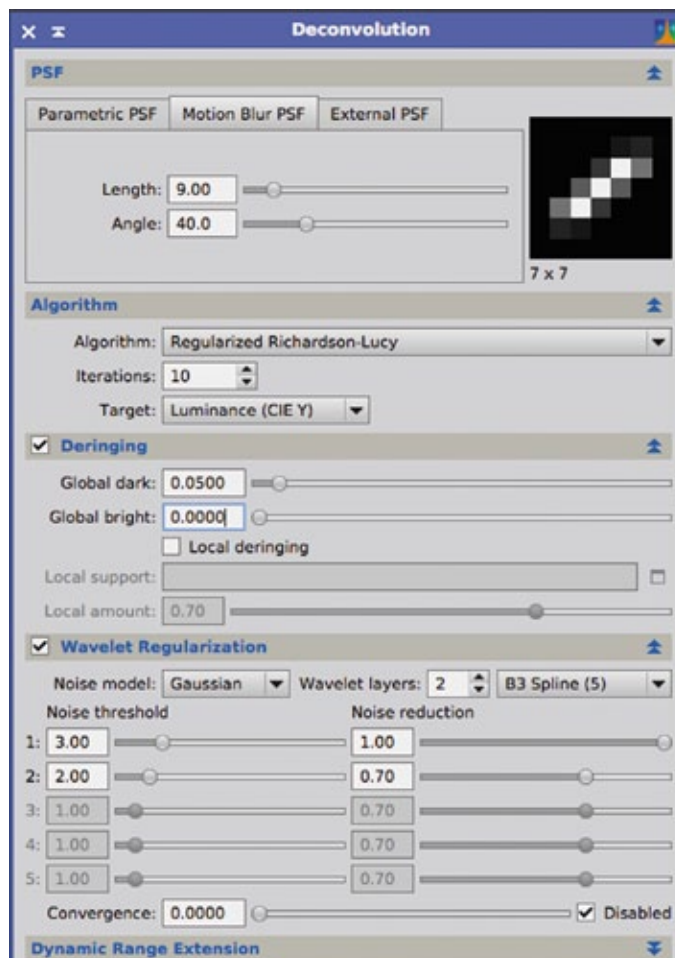 Deconvolution
PSF
Parametric PSF Motion Blur PSF External PSF
Length: 9.00
Angle: 40.0
7 x 7
Algorithm
Algorithm: Regularized Richardson-Lucy
Iterations: 10
Target: Luminance (CIE Y)
Deringing
Global dark: 0.0500
Global bright: 0.0000
Local deringing
Local support:
Local amount: 0.70
Wavelet Regularization
Noise model: Gaussian Wavelet layers: 2 B3 Spline (5)
Noise threshold Noise reduction
1: 3.00 1.00
2: 2.00 0.70
3: 1.00 0.70
4: 1.00 0.70
5: 1.00 0.70
Convergence: 0.0000 Disabled
Dynamic Range Extension